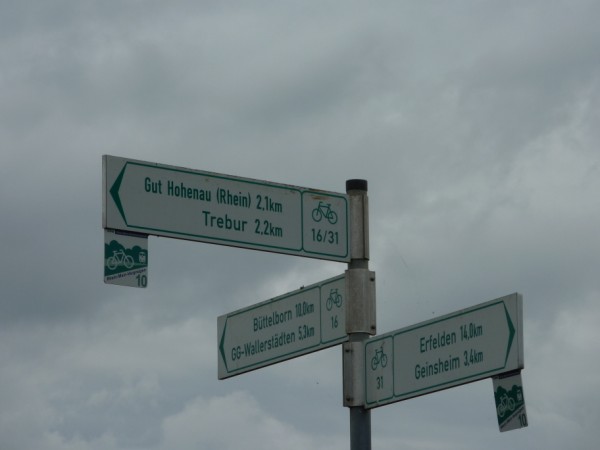 Gut Hohenau (Rhein) 2,1km
Trebur 2,2km
16/31
10
Büttelborn 10,0km
GG-Wallerstädten 5,3km
16
31
Erfelden 14,0km
Geinsheim 3,4km
10